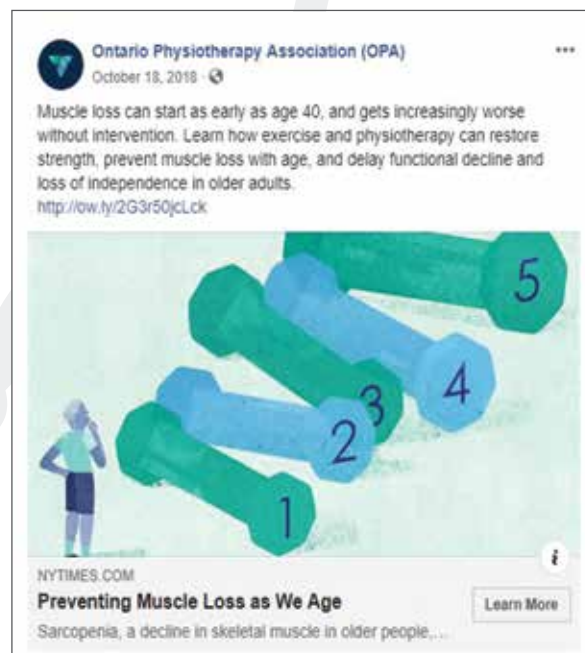 Ontario Physiotherapy Association (OPA)
October 18, 2018 ·
Muscle loss can start as early as age 40, and gets increasingly worse
without intervention. Learn how exercise and physiotherapy can restore
strength, prevent muscle loss with age, and delay functional decline and
loss of independence in older adults.
http://ow.ly/2G3r50jcLck
5
4
3
2
1
i
NYTIMES.COM
Preventing Muscle Loss as We Age
Learn More
Sarcopenia, a decline in skeletal muscle in older people,...